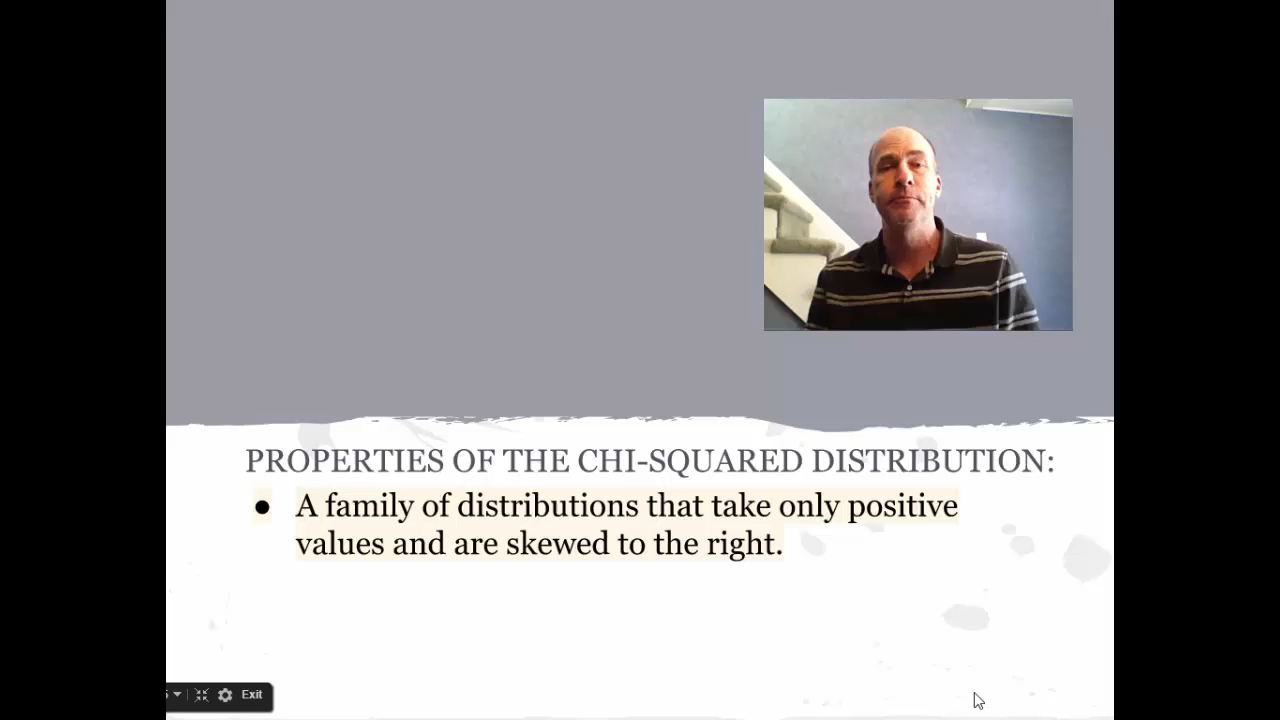 PROPERTIES OF THE CHI-SQUARED DISTRIBUTION:
● A family of distributions that take only positive
values and are skewed to the right.
Exit